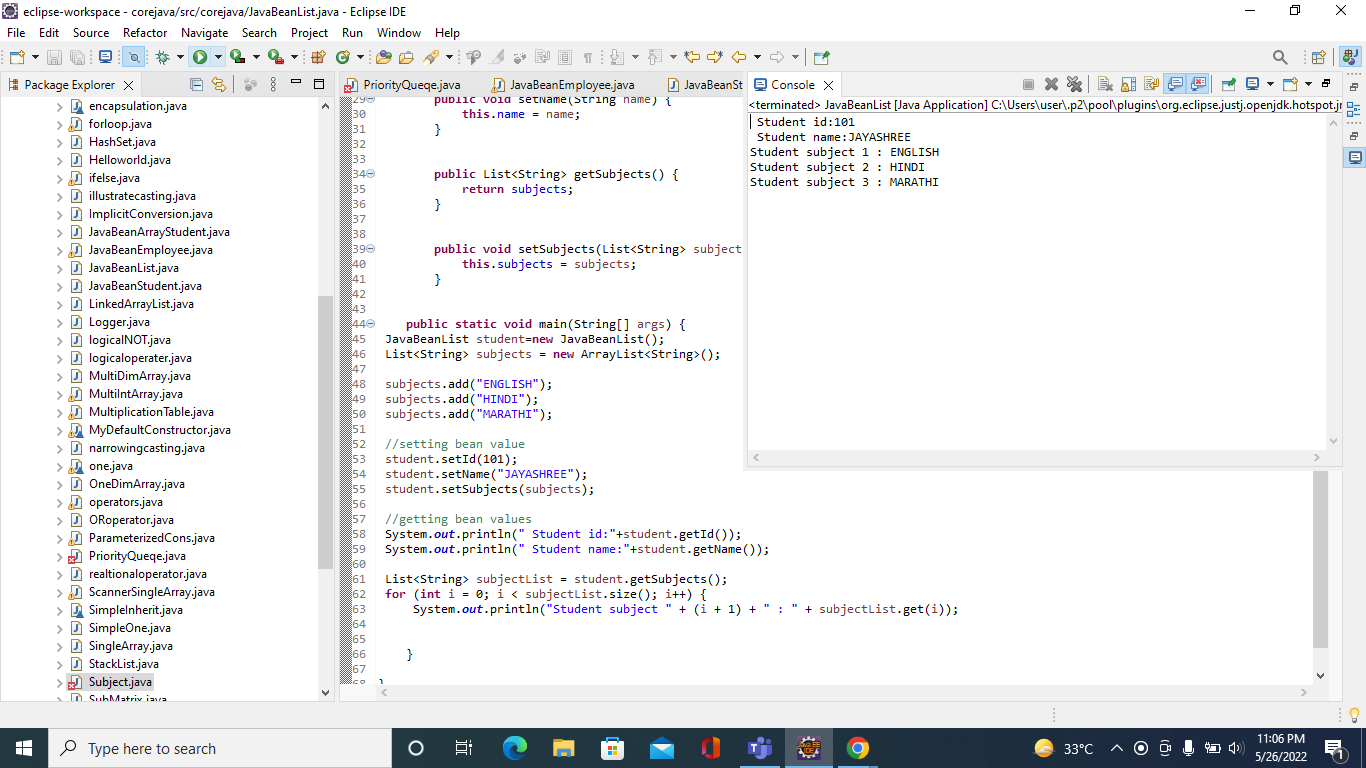 eclipse-workspace - corejava/src/corejava/JavaBeanList.java - Eclipse IDE
File Edit Source Refactor Navigate Search Project Run Window Help
Package Explorer
encapsulation.java
forloop.java
HashSet.java
Helloworld.java
ifelse.java
illustratecasting.java
ImplicitConversion.java
JavaBeanArrayStudent.java
JavaBeanEmployee.java
JavaBeanList.java
JavaBeanStudent.java
LinkedArrayList.java
Logger.java
logicalNOT.java
logicaloperater.java
MultiDimArray.java
MultiIntArray.java
MultiplicationTable.java
MyDefaultConstructor.java
narrowingcasting.java
one.java
OneDimArray.java
operators.java
ORoperator.java
ParameterizedCons.java
PriorityQueqe.java
realtionaloperator.java
ScannerSingleArray.java
SimpleInherit.java
SimpleOne.java
SingleArray.java
StackList.java
Subject.java
SubMatrix.java
PriorityQueqe.java JavaBeanEmployee.java JavaBeanSt
29 public void setName(String name) {
30 this.name = name;
31 }
32
33
34 public List<String> getSubjects() {
35 return subjects;
36 }
37
38
39 public void setSubjects(List<String> subject
40 this.subjects = subjects;
41 }
42
43
44 public static void main(String[] args) {
45 JavaBeanList student=new JavaBeanList();
46 List<String> subjects = new ArrayList<String>();
47
48 subjects.add("ENGLISH");
49 subjects.add("HINDI");
50 subjects.add("MARATHI");
51
52 //setting bean value
53 student.setId(101);
54 student.setName("JAYASHREE");
55 student.setSubjects(subjects);
56
57 //getting bean values
58 System.out.println(" Student id:"+student.getId());
59 System.out.println(" Student name:"+student.getName());
60
61 List<String> subjectList = student.getSubjects();
62 for (int i = 0; i < subjectList.size(); i++) {
63 System.out.println("Student subject " + (i + 1) + " : " + subjectList.get(i));
64
65
66 }
67
68 }
Console
<terminated> JavaBeanList [Java Application] C:\Users\user\.p2\pool\plugins\org.eclipse.justj.openjdk.hotspot.jr
Student id:101
Student name:JAYASHREE
Student subject 1 : ENGLISH
Student subject 2 : HINDI
Student subject 3 : MARATHI
Type here to search
33°C
11:06 PM
5/26/2022
1